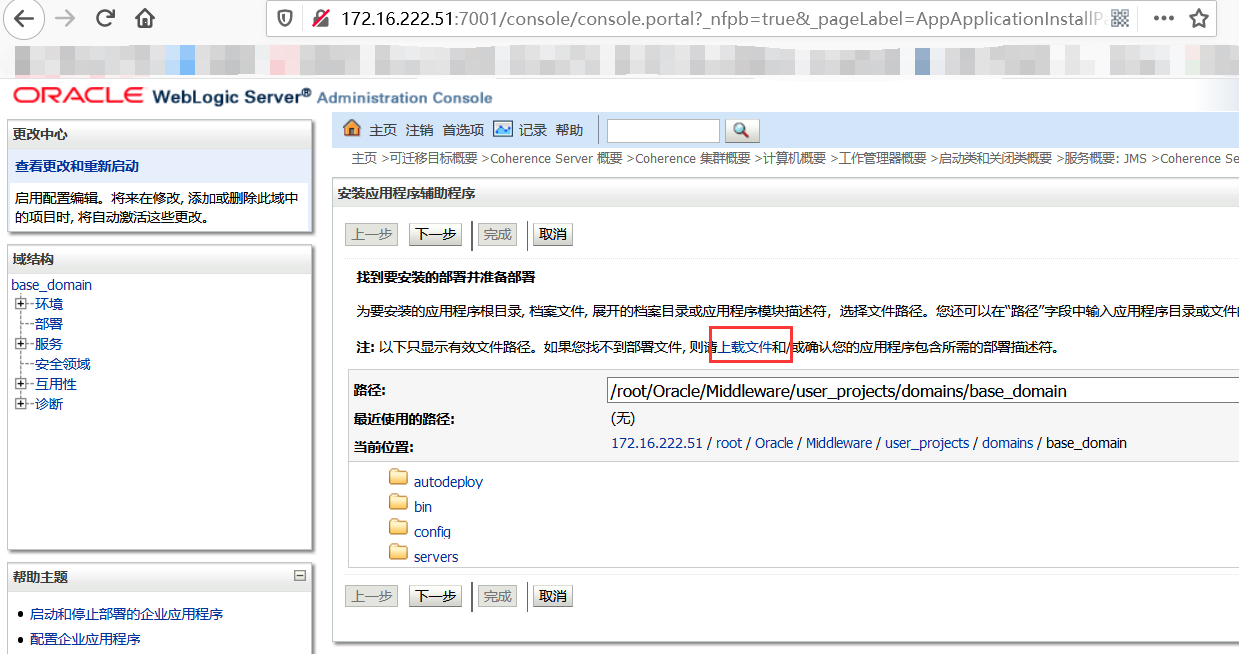 172.16.222.51:7001/console/console.portal?_nfpb=true&_pageLabel=AppApplicationInstallP
ORACLE WebLogic Server® Administration Console
更改中心
查看更改和重新启动
启用配置编辑。将来在修改, 添加或删除此域中
的项目时, 将自动激活这些更改。
域结构
base_domain
环境
部署
服务
安全领域
互用性
诊断
帮助主题
启动和停止部署的企业应用程序
配置企业应用程序
主页 注销 首选项 记录 帮助
主页 >可迁移目标概要 >Coherence Server 概要 >Coherence 集群概要 >计算机概要 >工作管理器概要 >启动类和关闭类概要 >服务概要: JMS >Coherence Se
安装应用程序辅助程序
上一步 下一步 完成 取消
找到要安装的部署并准备部署
为要安装的应用程序根目录, 档案文件, 展开的档案目录或应用程序模块描述符，选择文件路径。您还可以在“路径”字段中输入应用程序目录或文件的
注: 以下只显示有效文件路径。如果您找不到部署文件, 则请上载文件和/或确认您的应用程序包含所需的部署描述符。
路径: /root/Oracle/Middleware/user_projects/domains/base_domain
最近使用的路径: (无)
当前位置: 172.16.222.51 / root / Oracle / Middleware / user_projects / domains / base_domain
autodeploy
bin
config
servers
上一步 下一步 完成 取消